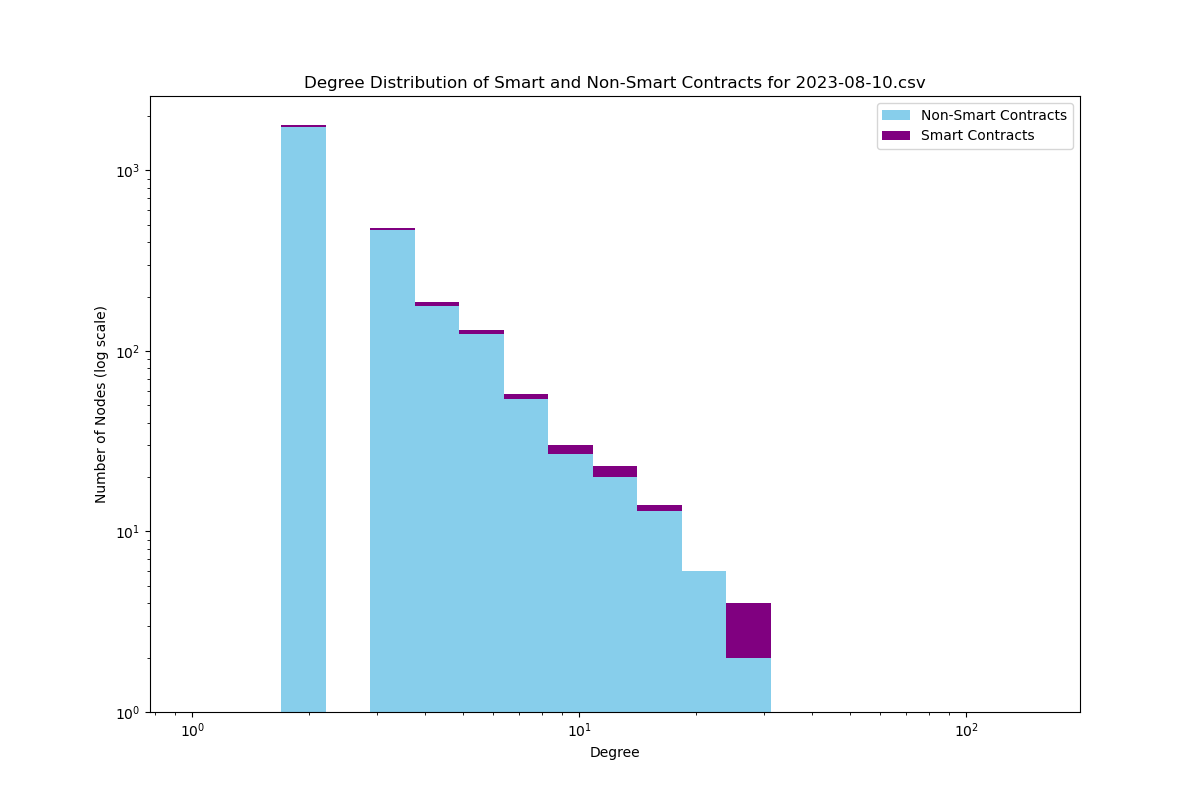 Degree Distribution of Smart and Non-Smart Contracts for 2023-08-10.csv
Non-Smart Contracts
Smart Contracts
Number of Nodes (log scale)
10³
10²
10¹
10⁰
10⁰ 10¹ 10²
Degree